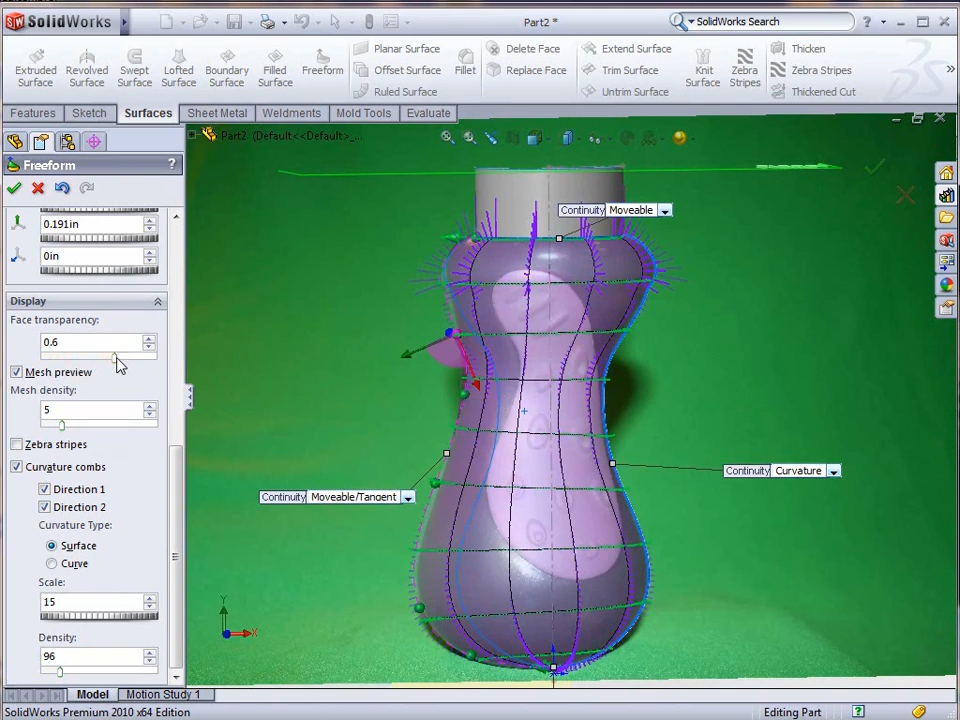 SolidWorks
Part2 *
SolidWorks Search
Extruded Surface
Revolved Surface
Swept Surface
Lofted Surface
Boundary Surface
Filled Surface
Freeform
Planar Surface
Offset Surface
Ruled Surface
Fillet
Delete Face
Replace Face
Extend Surface
Trim Surface
Untrim Surface
Knit Surface
Zebra Stripes
Thicken
Zebra Stripes
Thickened Cut
Features
Sketch
Surfaces
Sheet Metal
Weldments
Mold Tools
Evaluate
Part2 (Default<<Default>_...
Freeform
?
0.191in
0in
Display
Face transparency:
0.6
Mesh preview
Mesh density:
5
Zebra stripes
Curvature combs
Direction 1
Direction 2
Curvature Type:
Surface
Curve
Scale:
15
Density:
96
Continuity Moveable
Continuity Curvature
Continuity Moveable/Tangent
Y
X
Model
Motion Study 1
SolidWorks Premium 2010 x64 Edition
Editing Part